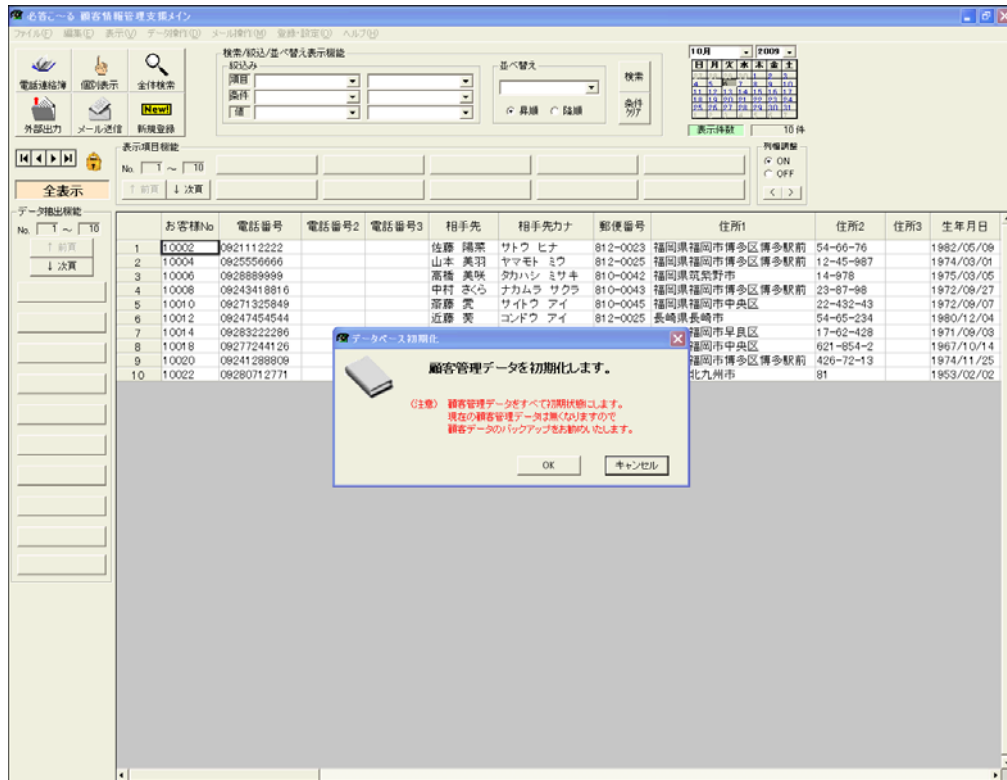 必答こ~る 顧客情報管理支援メイン
ファイル(F) 編集(E) 表示(V) データ操作(D) メール操作(M) 登録・設定(O) ヘルプ(H)
電話連絡簿 個別表示 全体検索
外部出力 メール送信 New! 新規登録
検索/絞込/並べ替え表示機能
絞込み
項目
条件
値
並べ替え
昇順 降順
検索
条件クリア
10月 2009
日 月 火 水 木 金 土
表示件数 10 件
全表示
表示項目機能
No. 1 ~ 10
↑ 前頁 ↓ 次頁
列幅調整
ON
OFF
< >
データ抽出機能
No. 1 ~ 10
↑ 前頁
↓ 次頁
お客様No 電話番号 電話番号2 電話番号3 相手先 相手先カナ 郵便番号 住所1 住所2 住所3 生年月日
1 10002 0921112222 佐藤 陽菜 サトウ ヒナ 812-0023 福岡県福岡市博多区博多駅前 54-66-76 1982/05/09
2 10004 0925556666 山本 美羽 ヤマモト ミウ 812-0025 福岡県福岡市博多区博多駅前 12-45-987 1974/03/01
3 10006 0928889999 高橋 美咲 タカハシ ミサキ 810-0042 福岡県筑紫野市 14-978 1975/03/05
4 10008 09243418816 中村 さくら ナカムラ サクラ 810-0043 福岡県福岡市博多区博多駅前 23-87-98 1972/09/27
5 10010 09271325849 斎藤 愛 サイトウ アイ 810-0045 福岡県福岡市中央区 22-432-43 1972/09/07
6 10012 09247454544 近藤 葵 コンドウ アイ 812-0025 長崎県長崎市 54-65-234 1980/12/04
7 10014 09283222286 福岡市早良区 17-62-428 1971/09/03
8 10018 09277244126 福岡市中央区 621-854-2 1967/10/14
9 10020 09241288809 福岡市博多区博多駅前 426-72-13 1974/11/25
10 10022 09280712771 北九州市 81 1953/02/02
データベース初期化
顧客管理データを初期化します。
(注意) 顧客管理データをすべて初期状態にします。
現在の顧客管理データは無くなりますので
顧客データのバックアップをお勧めいたします。
OK キャンセル